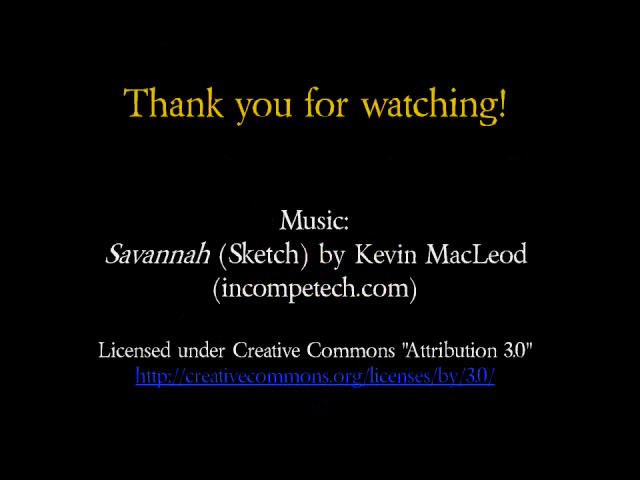 Thank you for watching!
Music:
Savannah (Sketch) by Kevin MacLeod
(incompetech.com)
Licensed under Creative Commons "Attribution 3.0"
http://creativecommons.org/licenses/by/3.0/